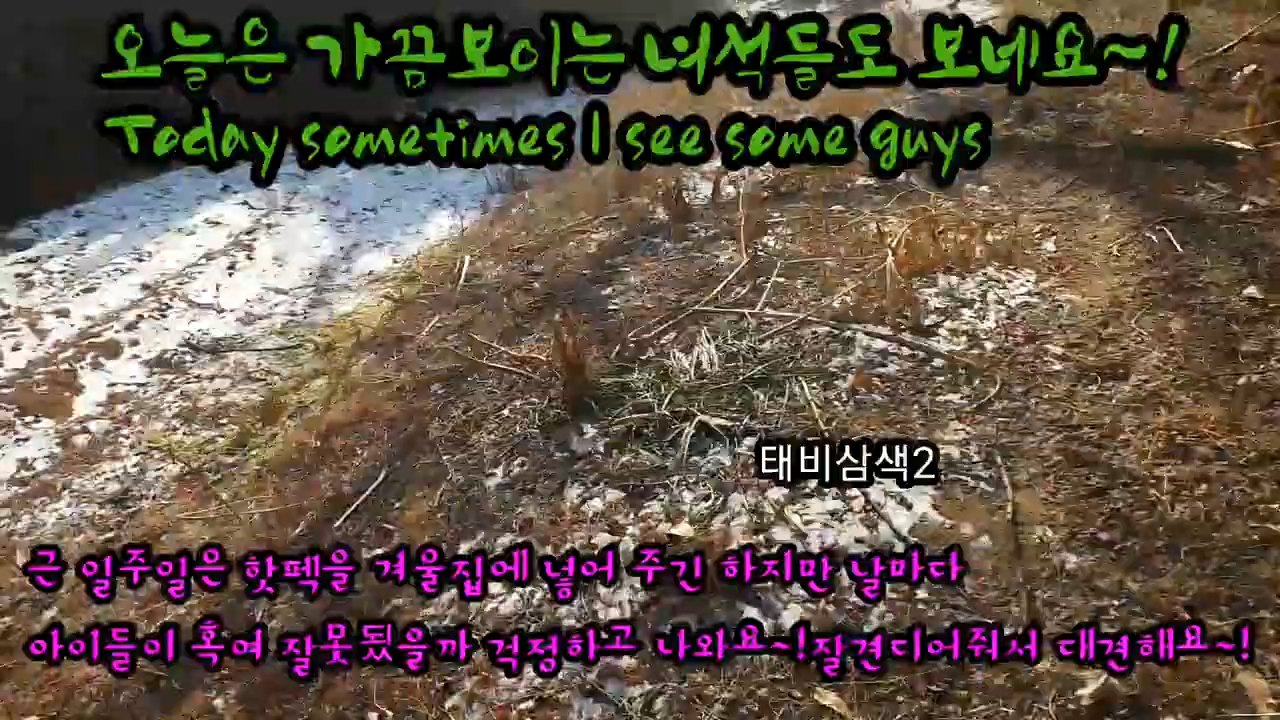 오늘은 가끔보이는 녀석들도 보네요~!
Today sometimes I see some guys
태비삼색2
근 일주일은 핫펙을 겨울집에 넣어 주긴 하지만 날마다
아이들이 혹여 잘못됬을까 걱정하고 나와요~!잘견디어줘서 대견해요~!